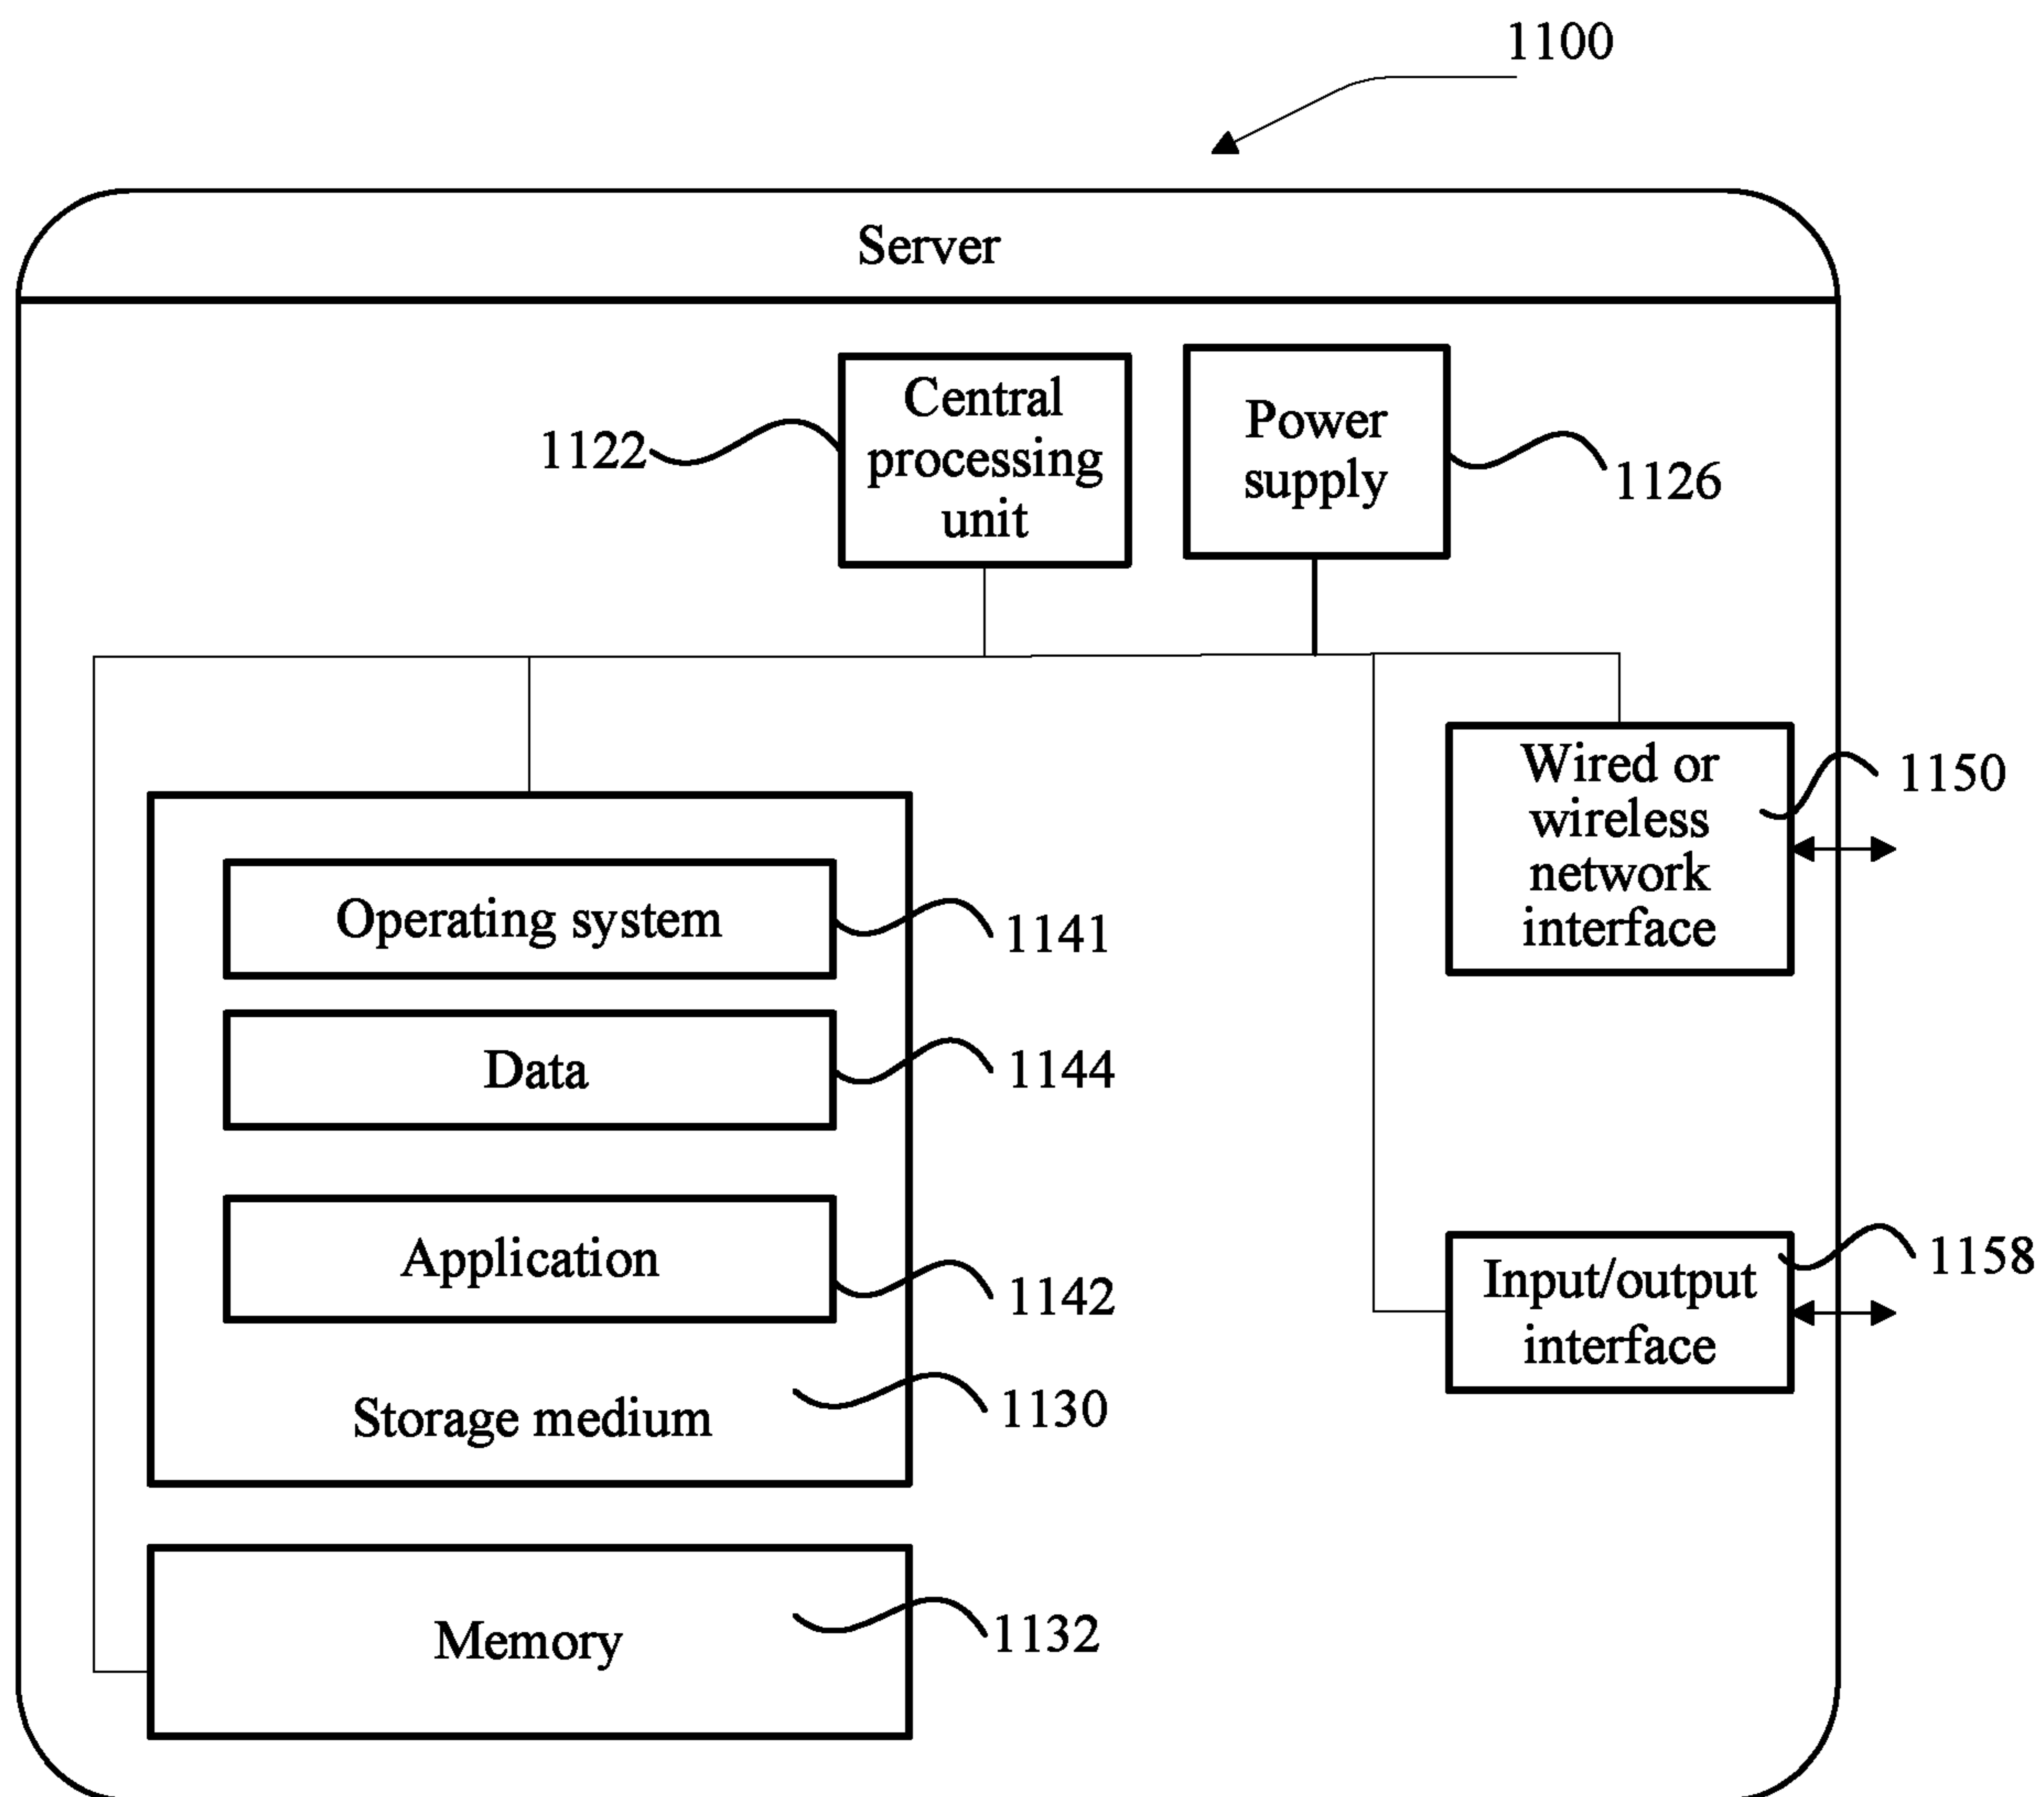 1100
Server
Central
processing
unit
1122
Power
supply
1126
Wired or
wireless
network
interface
1150
Operating system
1141
Data
1144
Application
1142
Storage medium
1130
Input/output
interface
1158
Memory
1132